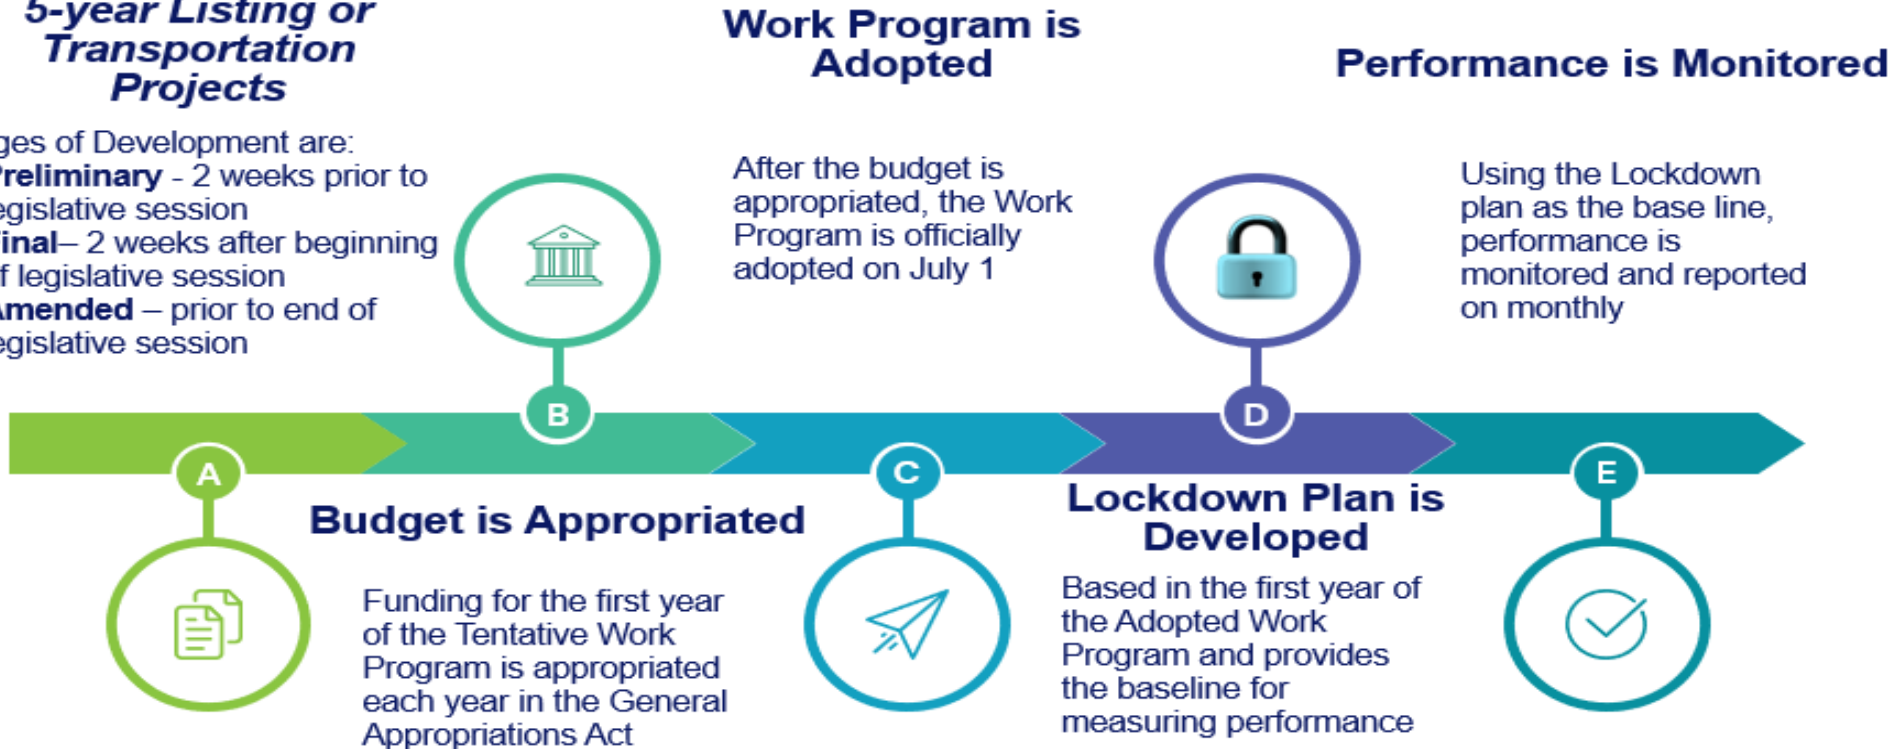 5-year Listing or
Transportation
Projects
ges of Development are:
Preliminary - 2 weeks prior to
egislative session
Final– 2 weeks after beginning
f legislative session
Amended – prior to end of
egislative session
B
Work Program is
Adopted
After the budget is
appropriated, the Work
Program is officially
adopted on July 1
D
Performance is Monitored
Using the Lockdown
plan as the base line,
performance is
monitored and reported
on monthly
A
Budget is Appropriated
Funding for the first year
of the Tentative Work
Program is appropriated
each year in the General
Appropriations Act
C
Lockdown Plan is
Developed
Based in the first year of
the Adopted Work
Program and provides
the baseline for
measuring performance
E